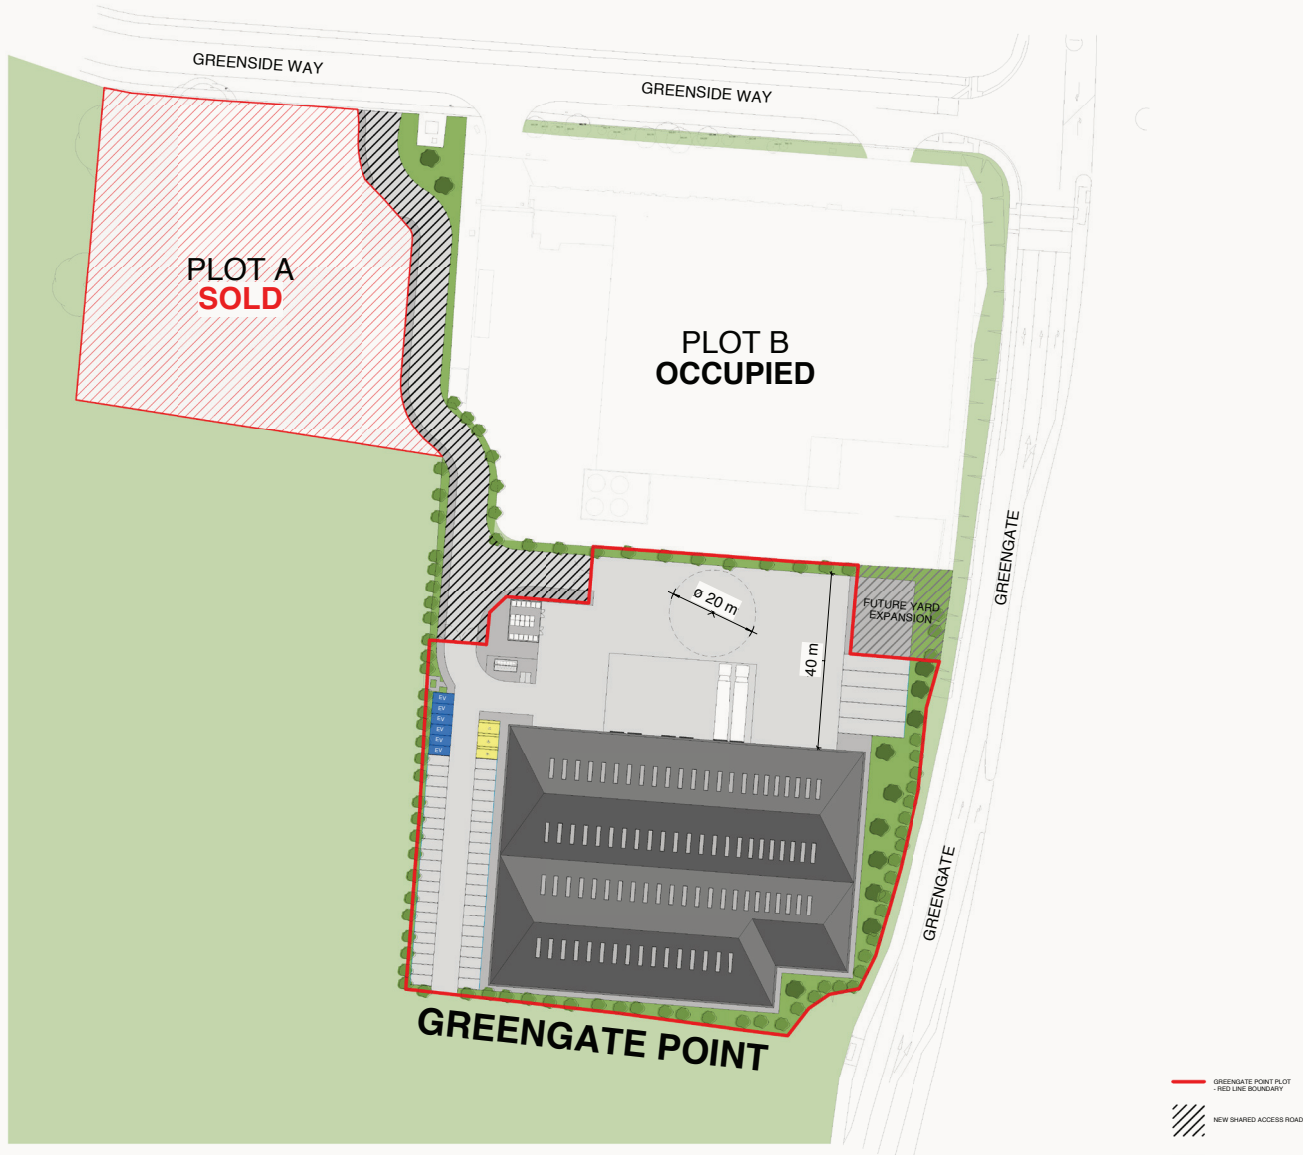 GREENSIDE WAY
GREENSIDE WAY
PLOT A
SOLD
PLOT B
OCCUPIED
GREENGATE
ø 20 m
FUTURE YARD
EXPANSION
40 m
EV
EV
EV
EV
EV
EV
GREENGATE
GREENGATE POINT
GREENGATE POINT PLOT
- RED LINE BOUNDARY
NEW SHARED ACCESS ROAD